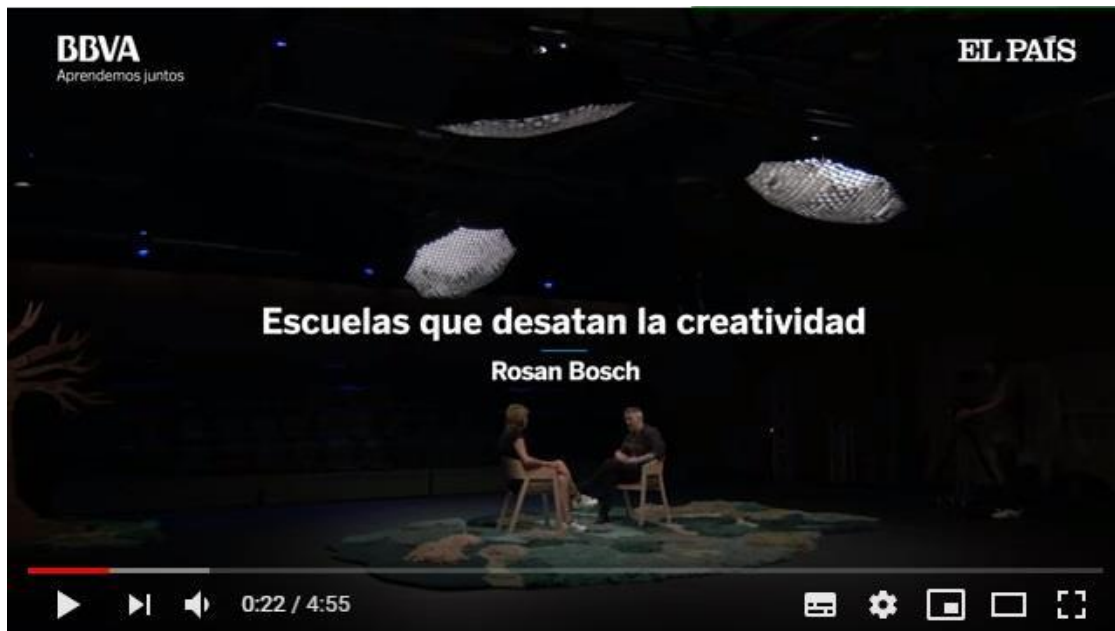 BBVA
Aprendemos juntos
EL PAÍS
Escuelas que desatan la creatividad
Rosan Bosch
0:22 / 4:55